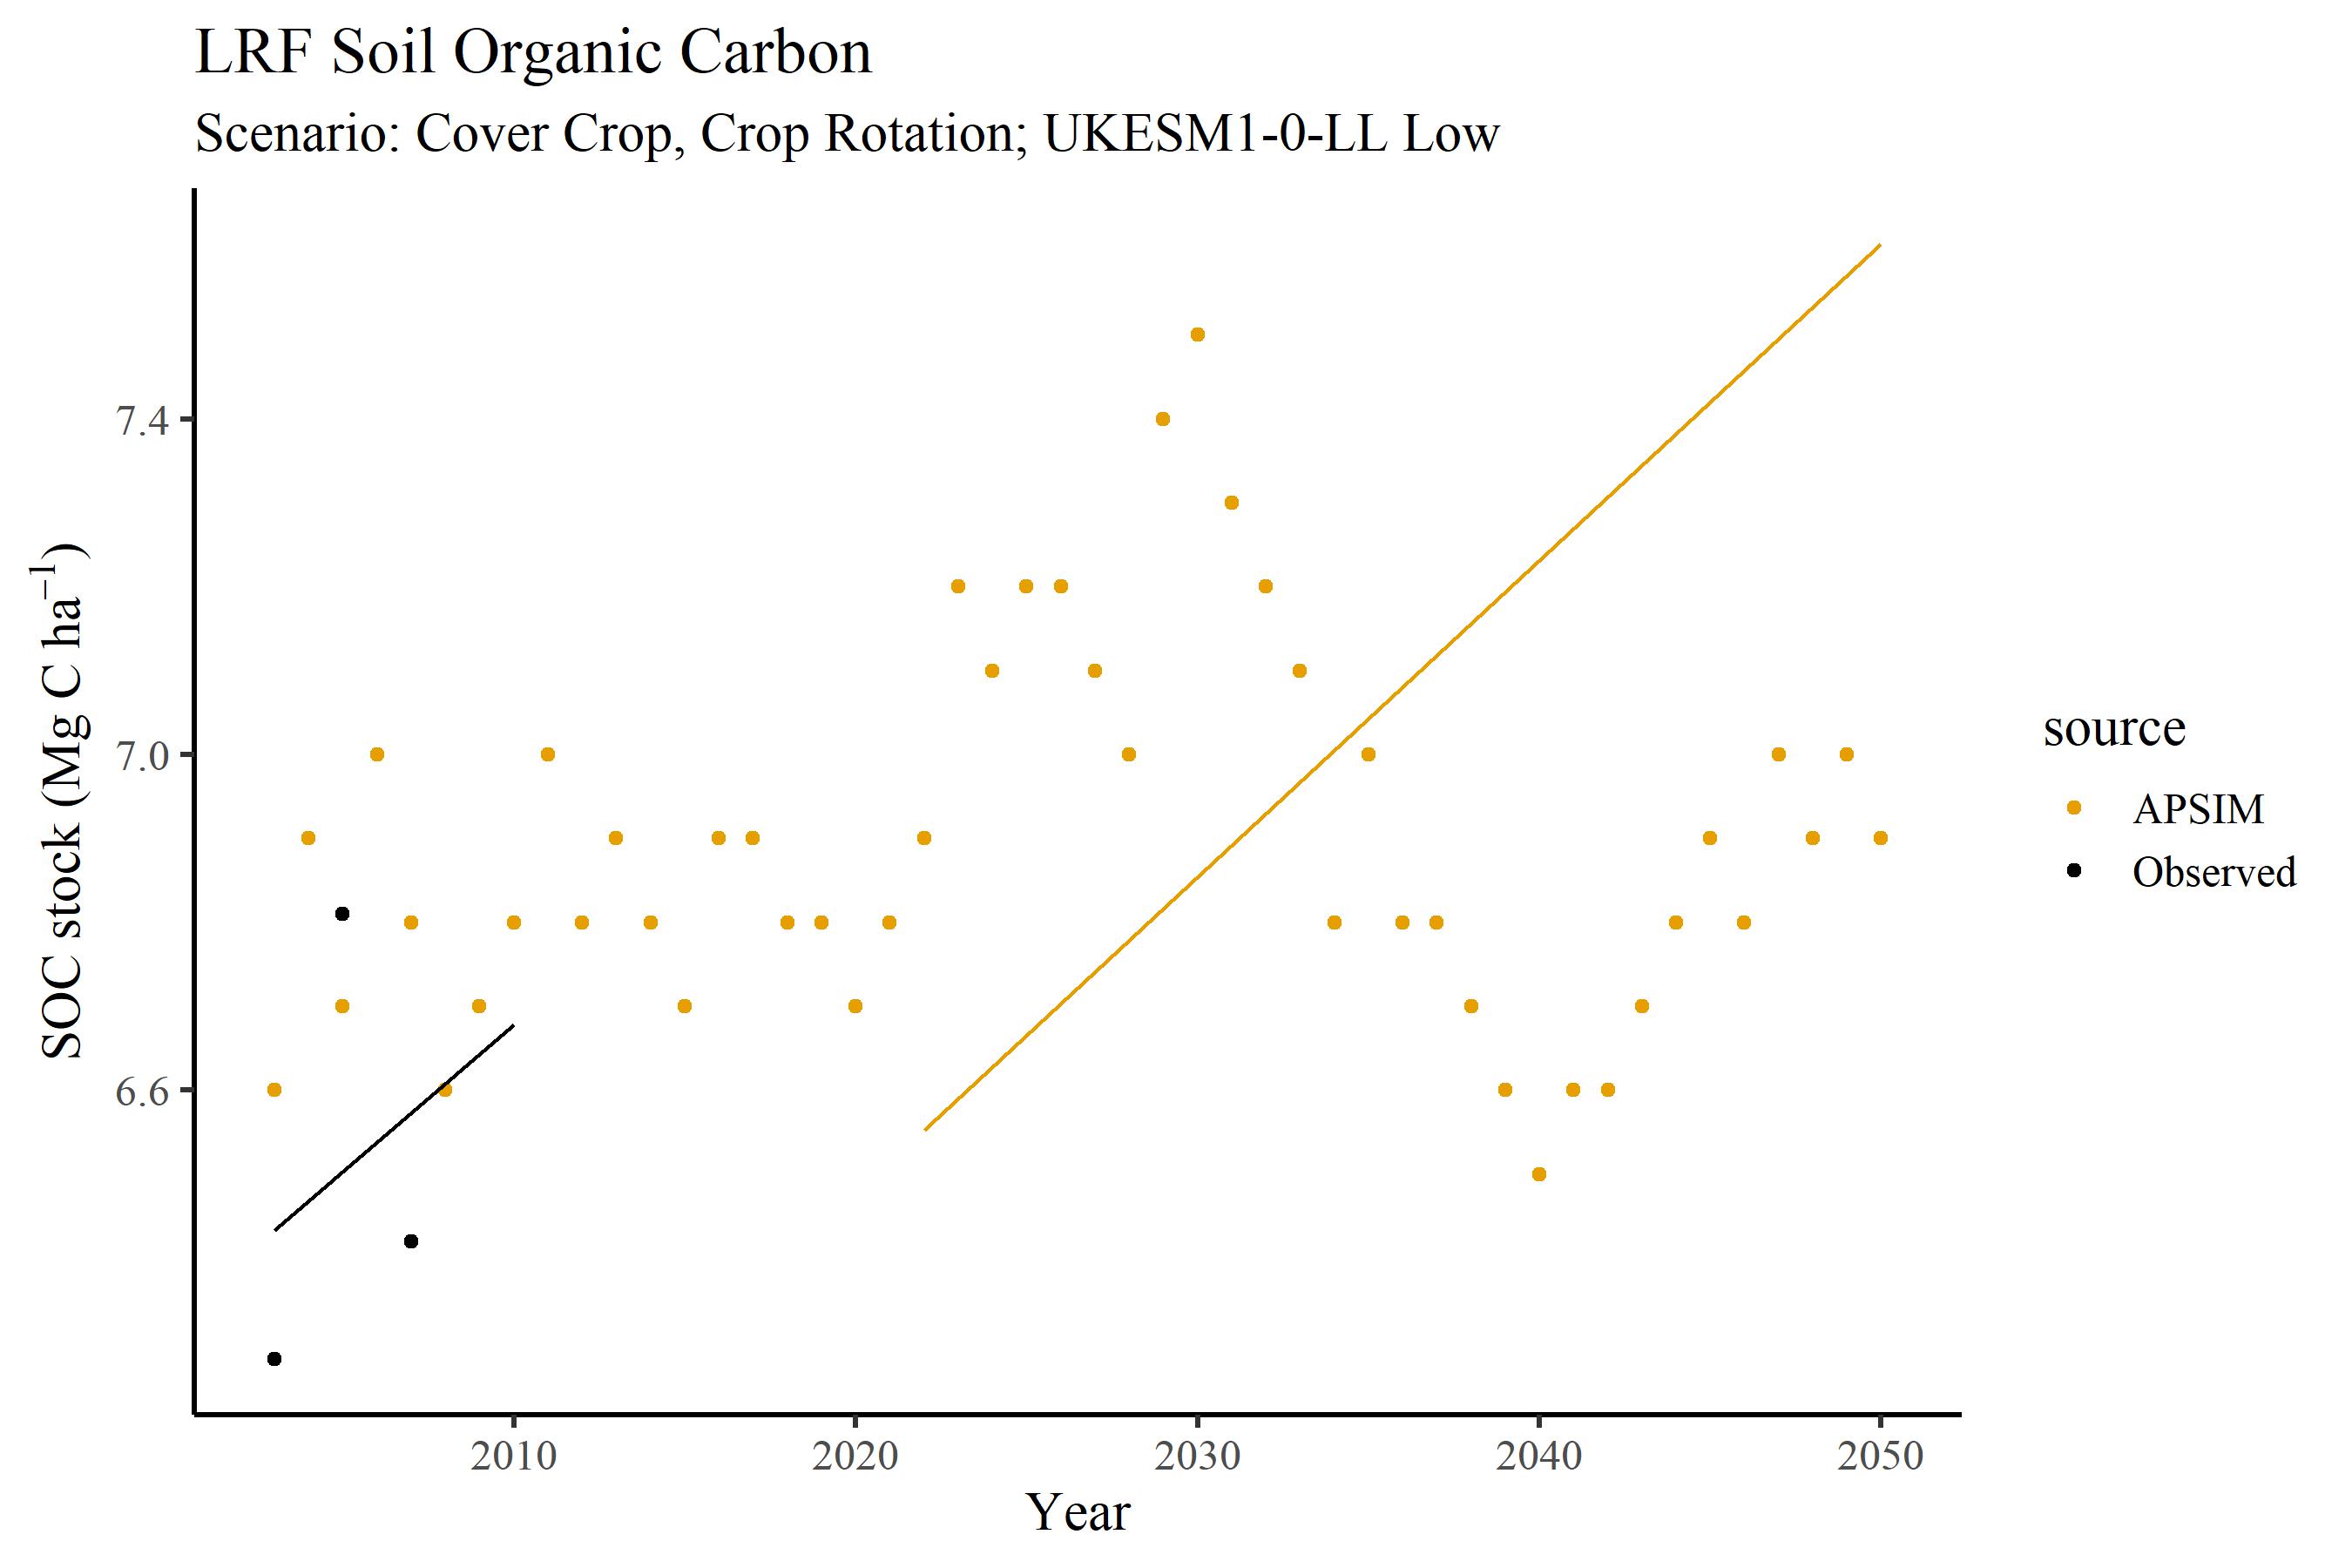 LRF Soil Organic Carbon
Scenario: Cover Crop, Crop Rotation; UKESM1-0-LL Low
SOC stock (Mg C ha⁻¹)
7.4
7.0
6.6
2010 2020 2030 2040 2050
Year
source
APSIM
Observed